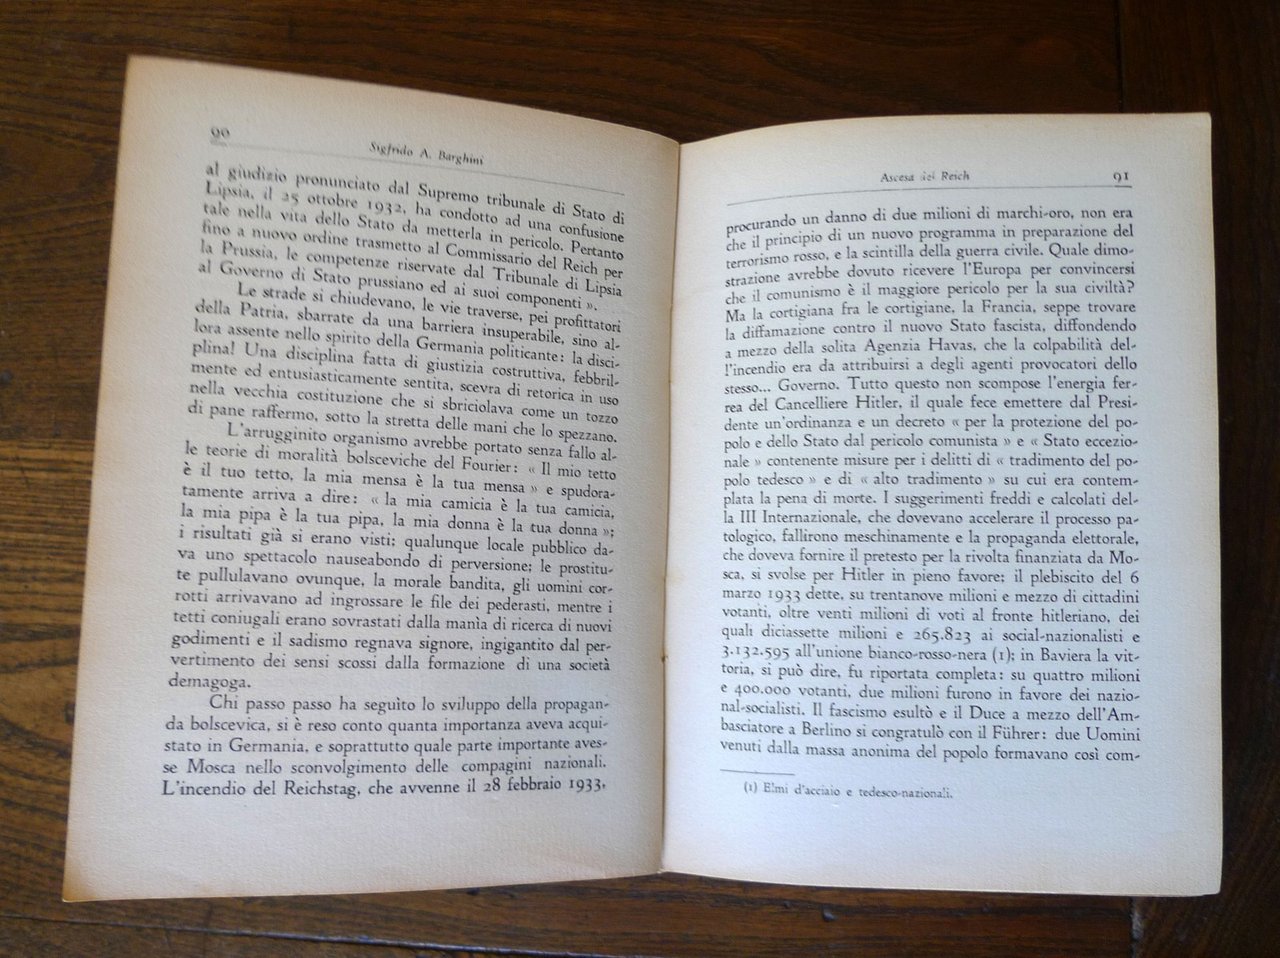 90
Sigfrido A. Barghini
al giudizio pronunciato dal Supremo tribunale di Stato di
Lipsia, il 25 ottobre 1932, ha condotto ad una confusione
tale nella vita dello Stato da metterla in pericolo. Pertanto
fino a nuovo ordine trasmetto al Commissario del Reich per
la Prussia, le competenze riservate dal Tribunale di Lipsia
al Governo di Stato prussiano ed ai suoi componenti ».
Le strade si chiudevano, le vie traverse, pei profittatori
della Patria, sbarrate da una barriera insuperabile, sino al-
lora assente nello spirito della Germania politicante: la disci-
plina! Una disciplina fatta di giustizia costruttiva, febbril-
mente ed entusiasticamente sentita, scevra di retorica in uso
nella vecchia costituzione che si sbriciolava come un tozzo
di pane raffermo, sotto la stretta delle mani che lo spezzano.
L'arrugginito organismo avrebbe portato senza fallo al-
le teorie di moralità bolsceviche del Fourier: « Il mio tetto
è il tuo tetto, la mia mensa è la tua mensa » e spudora-
tamente arriva a dire: « la mia camicia è la tua camicia,
la mia pipa è la tua pipa, la mia donna è la tua donna »;
i risultati già si erano visti; qualunque locale pubblico da-
va uno spettacolo nauseabondo di perversione; le prostitu-
te pullulavano ovunque, la morale bandita, gli uomini cor-
rotti arrivavano ad ingrossare le file dei pederasti, mentre i
tetti coniugali erano sovrastati dalla manìa di ricerca di nuovi
godimenti e il sadismo regnava signore, ingigantito dal per-
vertimento dei sensi scossi dalla formazione di una società
demagoga.
Chi passo passo ha seguìto lo sviluppo della propagan-
da bolscevica, si è reso conto quanta importanza aveva acqui-
stato in Germania, e soprattutto quale parte importante aves-
se Mosca nello sconvolgimento delle compagini nazionali.
L'incendio del Reichstag, che avvenne il 28 febbraio 1933,
Ascesa del Reich
91
procurando un danno di due milioni di marchi-oro, non era
che il principio di un nuovo programma in preparazione del
terrorismo rosso, e la scintilla della guerra civile. Quale dimo-
strazione avrebbe dovuto ricevere l'Europa per convincersi
che il comunismo è il maggiore pericolo per la sua civiltà?
Ma la cortigiana fra le cortigiane, la Francia, seppe trovare
la diffamazione contro il nuovo Stato fascista, diffondendo
a mezzo della solita Agenzia Havas, che la colpabilità del-
l'incendio era da attribuirsi a degli agenti provocatori dello
stesso... Governo. Tutto questo non scompose l'energia fer-
rea del Cancelliere Hitler, il quale fece emettere dal Presi-
dente un'ordinanza e un decreto « per la protezione del po-
polo e dello Stato dal pericolo comunista » e « Stato eccezio-
nale » contenente misure per i delitti di « tradimento del po-
polo tedesco » e di « alto tradimento » su cui era contem-
plata la pena di morte. I suggerimenti freddi e calcolati del-
la III Internazionale, che dovevano accelerare il processo pa-
tologico, fallirono meschinamente e la propaganda elettorale,
che doveva fornire il pretesto per la rivolta finanziata da Mo-
sca, si svolse per Hitler in pieno favore: il plebiscito del 6
marzo 1933 dette, su trentanove milioni e mezzo di cittadini
votanti, oltre venti milioni di voti al fronte hitleriano, dei
quali diciassette milioni e 265.823 ai social-nazionalisti e
3.132.595 all'unione bianco-rosso-nera (1); in Baviera la vit-
toria, si può dire, fu riportata completa: su quattro milioni
e 400.000 votanti, due milioni furono in favore dei nazio-
nal-socialisti. Il fascismo esultò e il Duce a mezzo dell'Am-
basciatore a Berlino si congratulò con il Führer: due Uomini
venuti dalla massa anonima del popolo formavano così com-
(1) Elmi d'acciaio e tedesco-nazionali.